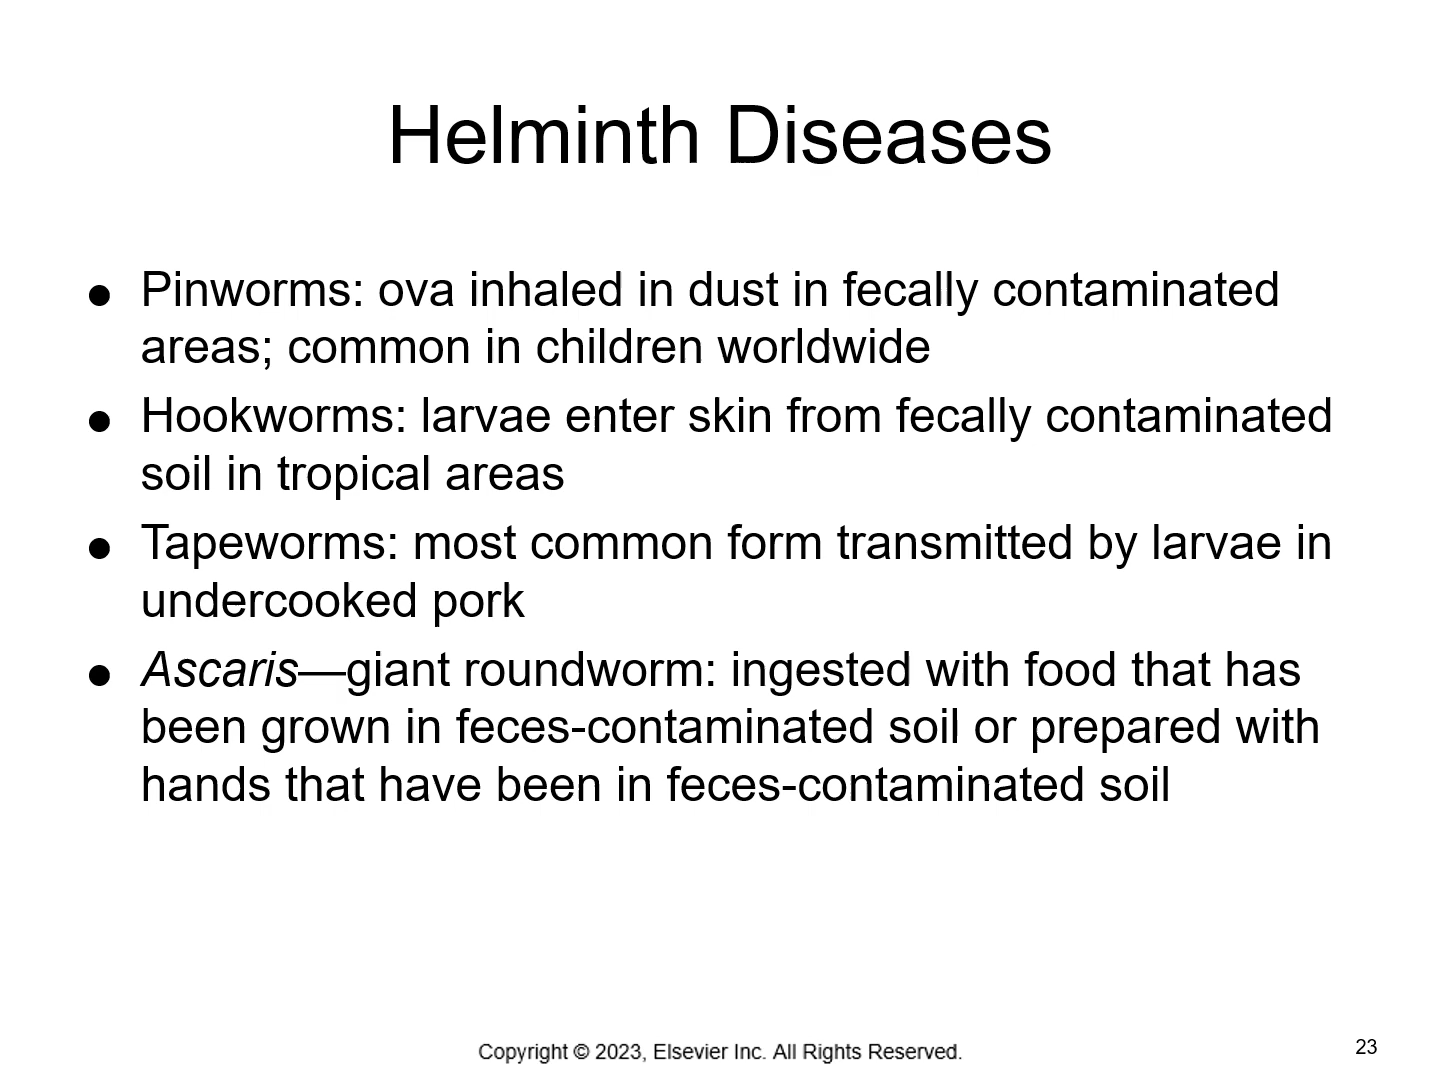 Helminth Diseases
● Pinworms: ova inhaled in dust in fecally contaminated
areas; common in children worldwide
● Hookworms: larvae enter skin from fecally contaminated
soil in tropical areas
● Tapeworms: most common form transmitted by larvae in
undercooked pork
● Ascaris—giant roundworm: ingested with food that has
been grown in feces-contaminated soil or prepared with
hands that have been in feces-contaminated soil
Copyright © 2023, Elsevier Inc. All Rights Reserved.
23